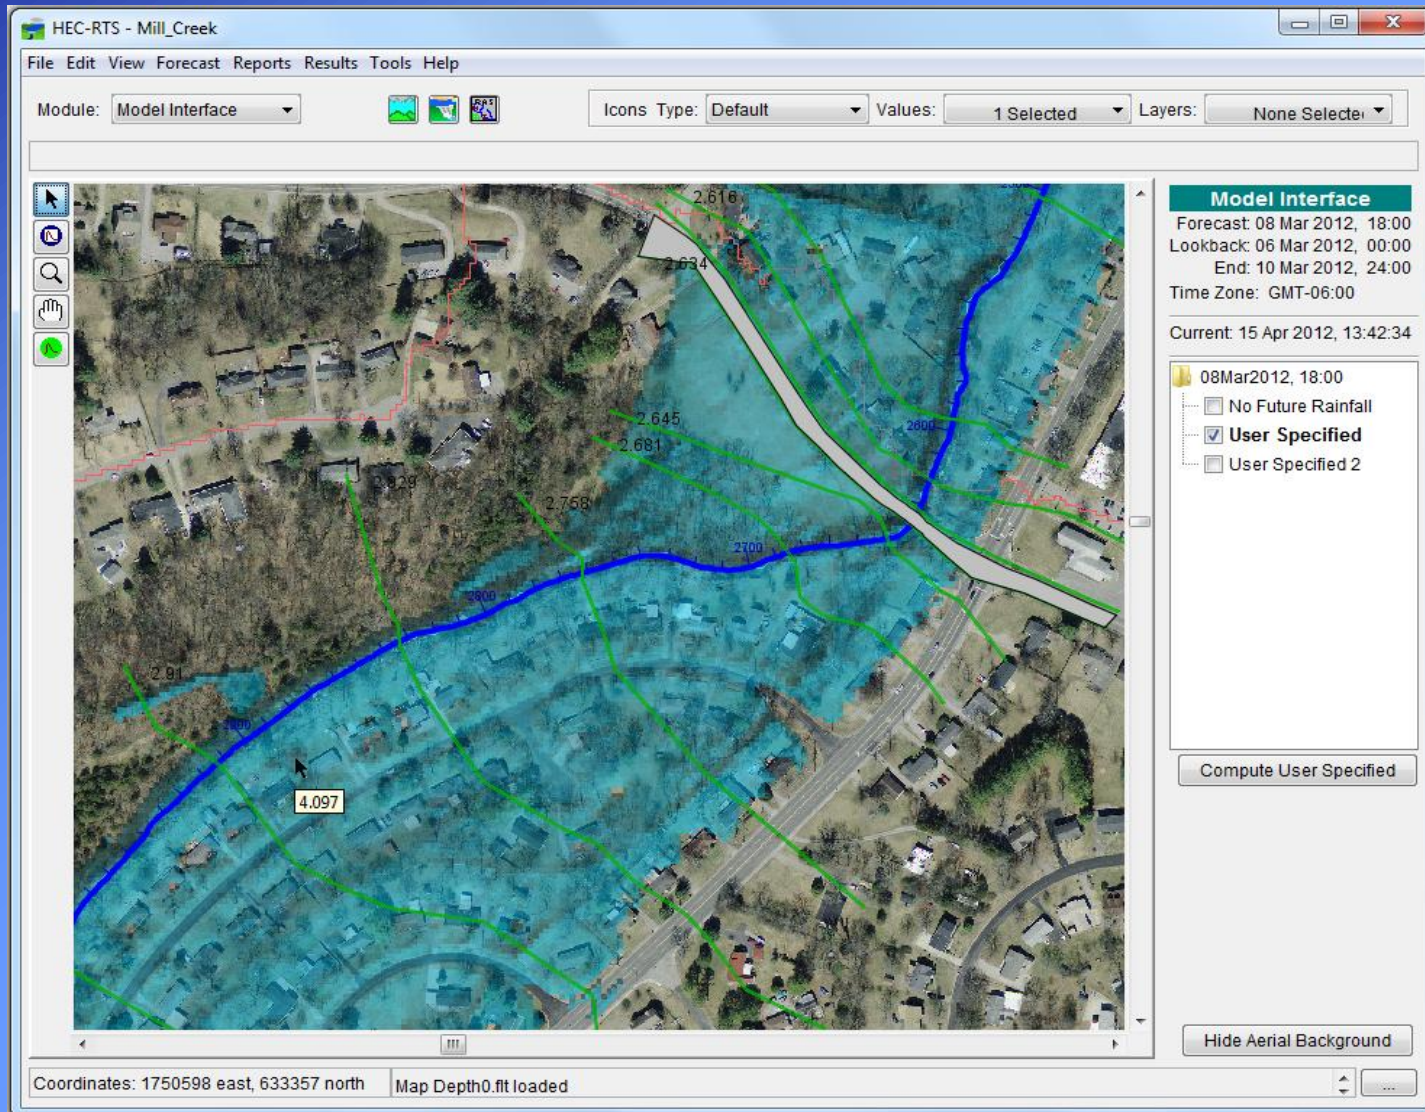 HEC-RTS - Mill_Creek
File Edit View Forecast Reports Results Tools Help
Module: Model Interface Icons Type: Default Values: 1 Selected Layers: None Selecte
RAS
Model Interface
Forecast: 08 Mar 2012, 18:00
Lookback: 06 Mar 2012, 00:00
End: 10 Mar 2012, 24:00
Time Zone: GMT-06:00
Current: 15 Apr 2012, 13:42:34
08Mar2012, 18:00
No Future Rainfall
User Specified
User Specified 2
Compute User Specified
Hide Aerial Background
2.616
2.634
2600
2.645
2.681
2.758
2700
2800
2.91
4.097
Coordinates: 1750598 east, 633357 north Map Depth0.flt loaded
...